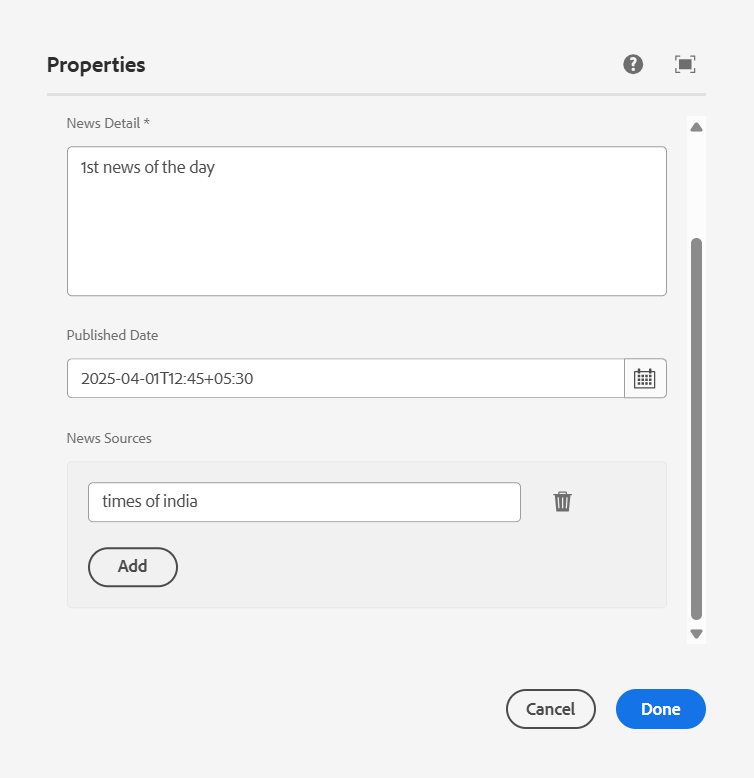 Properties
News Detail *
1st news of the day
Published Date
2025-04-01T12:45+05:30
News Sources
times of india
Add
Cancel
Done